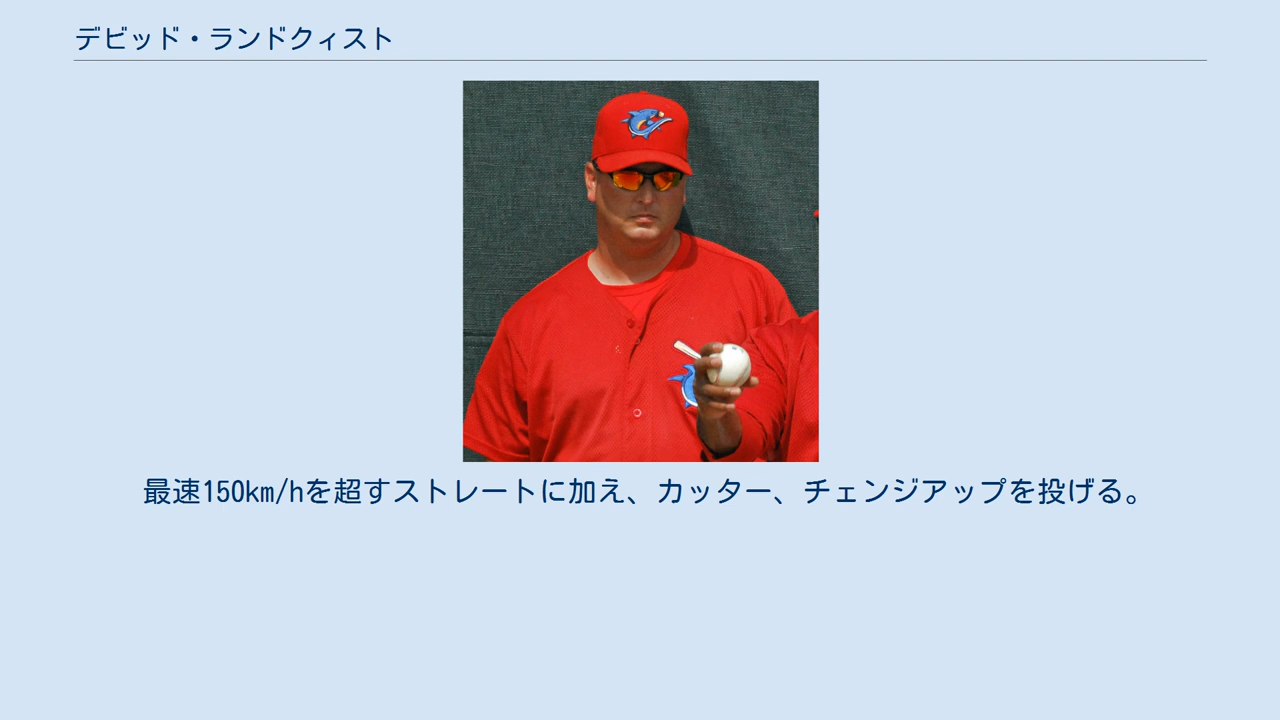 デビッド・ランドクィスト
最速150km/hを超すストレートに加え、カッター、チェンジアップを投げる。